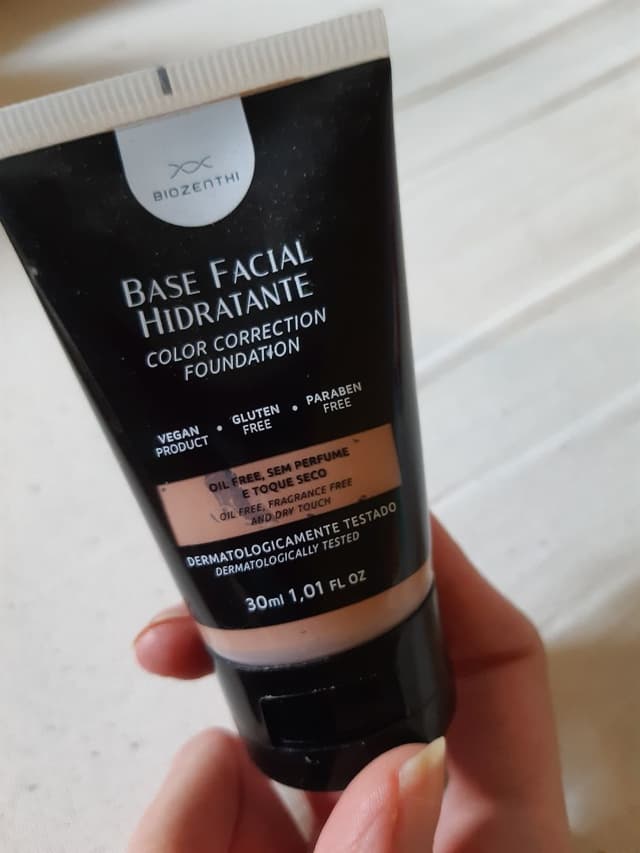 BIOZENTHI
BASE FACIAL
HIDRATANTE
COLOR CORRECTION
FOUNDATION
VEGAN
PRODUCT
•
GLUTEN
FREE
•
PARABEN
FREE
OIL FREE, SEM PERFUME
E TOQUE SECO
OIL FREE, FRAGRANCE FREE
AND DRY TOUCH
DERMATOLOGICAMENTE TESTADO
DERMATOLOGICALLY TESTED
30ml 1,01 FL OZ